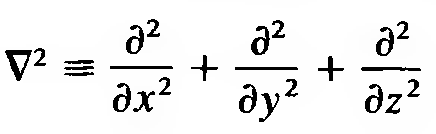 ∇² ≡ ∂²/∂x² + ∂²/∂y² + ∂²/∂z²